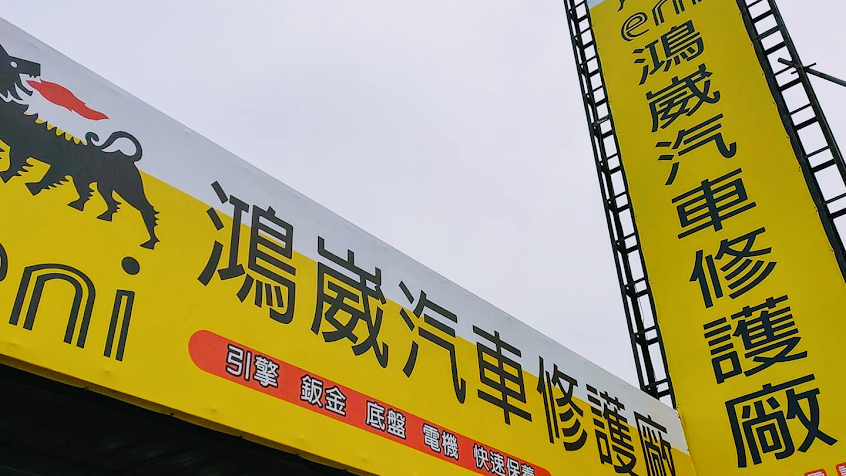 eni
鴻崴汽車修護廠
引擎 鈑金 底盤 電機 快速保養
eni
鴻崴汽車修護廠